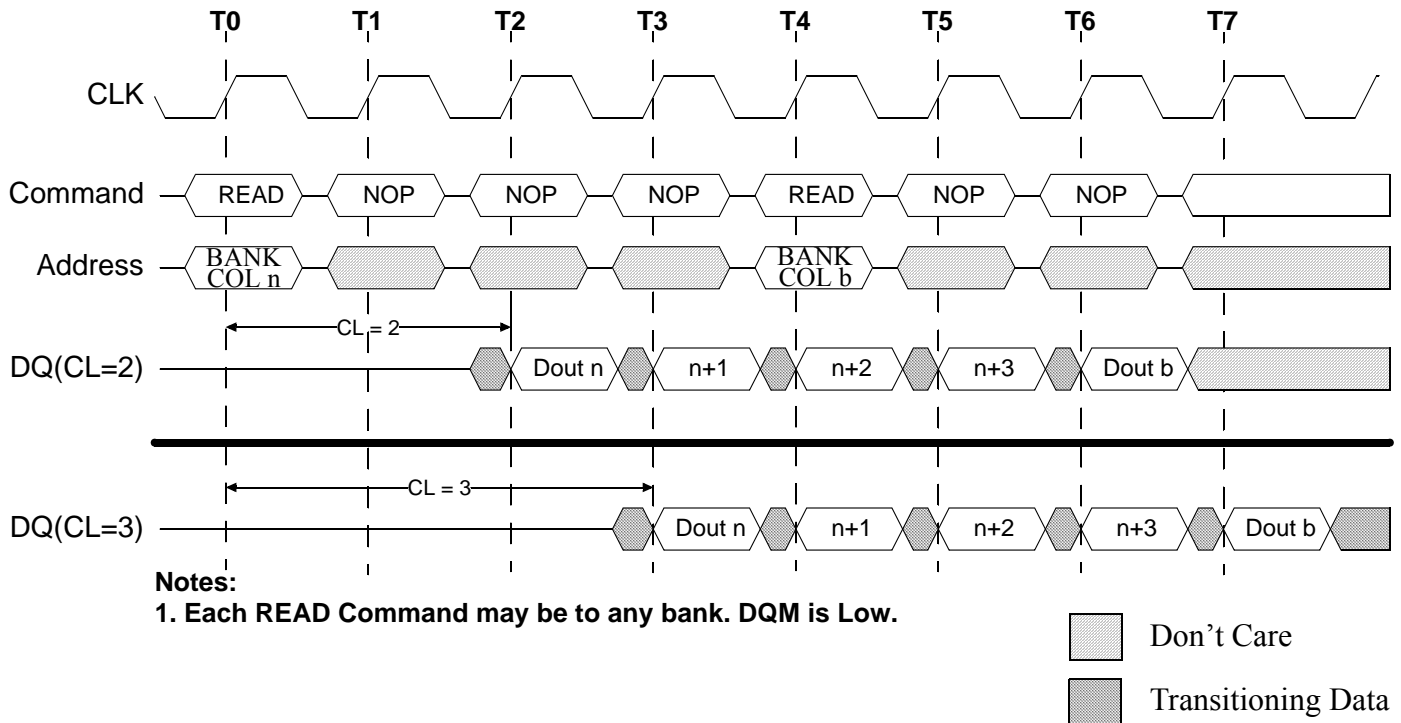 T0 T1 T2 T3 T4 T5 T6 T7
CLK
Command READ NOP NOP NOP READ NOP NOP
Address BANK COL n BANK COL b
CL = 2
DQ(CL=2) Dout n n+1 n+2 n+3 Dout b
CL = 3
DQ(CL=3) Dout n n+1 n+2 n+3 Dout b
Notes:
1. Each READ Command may be to any bank. DQM is Low.
Don’t Care
Transitioning Data